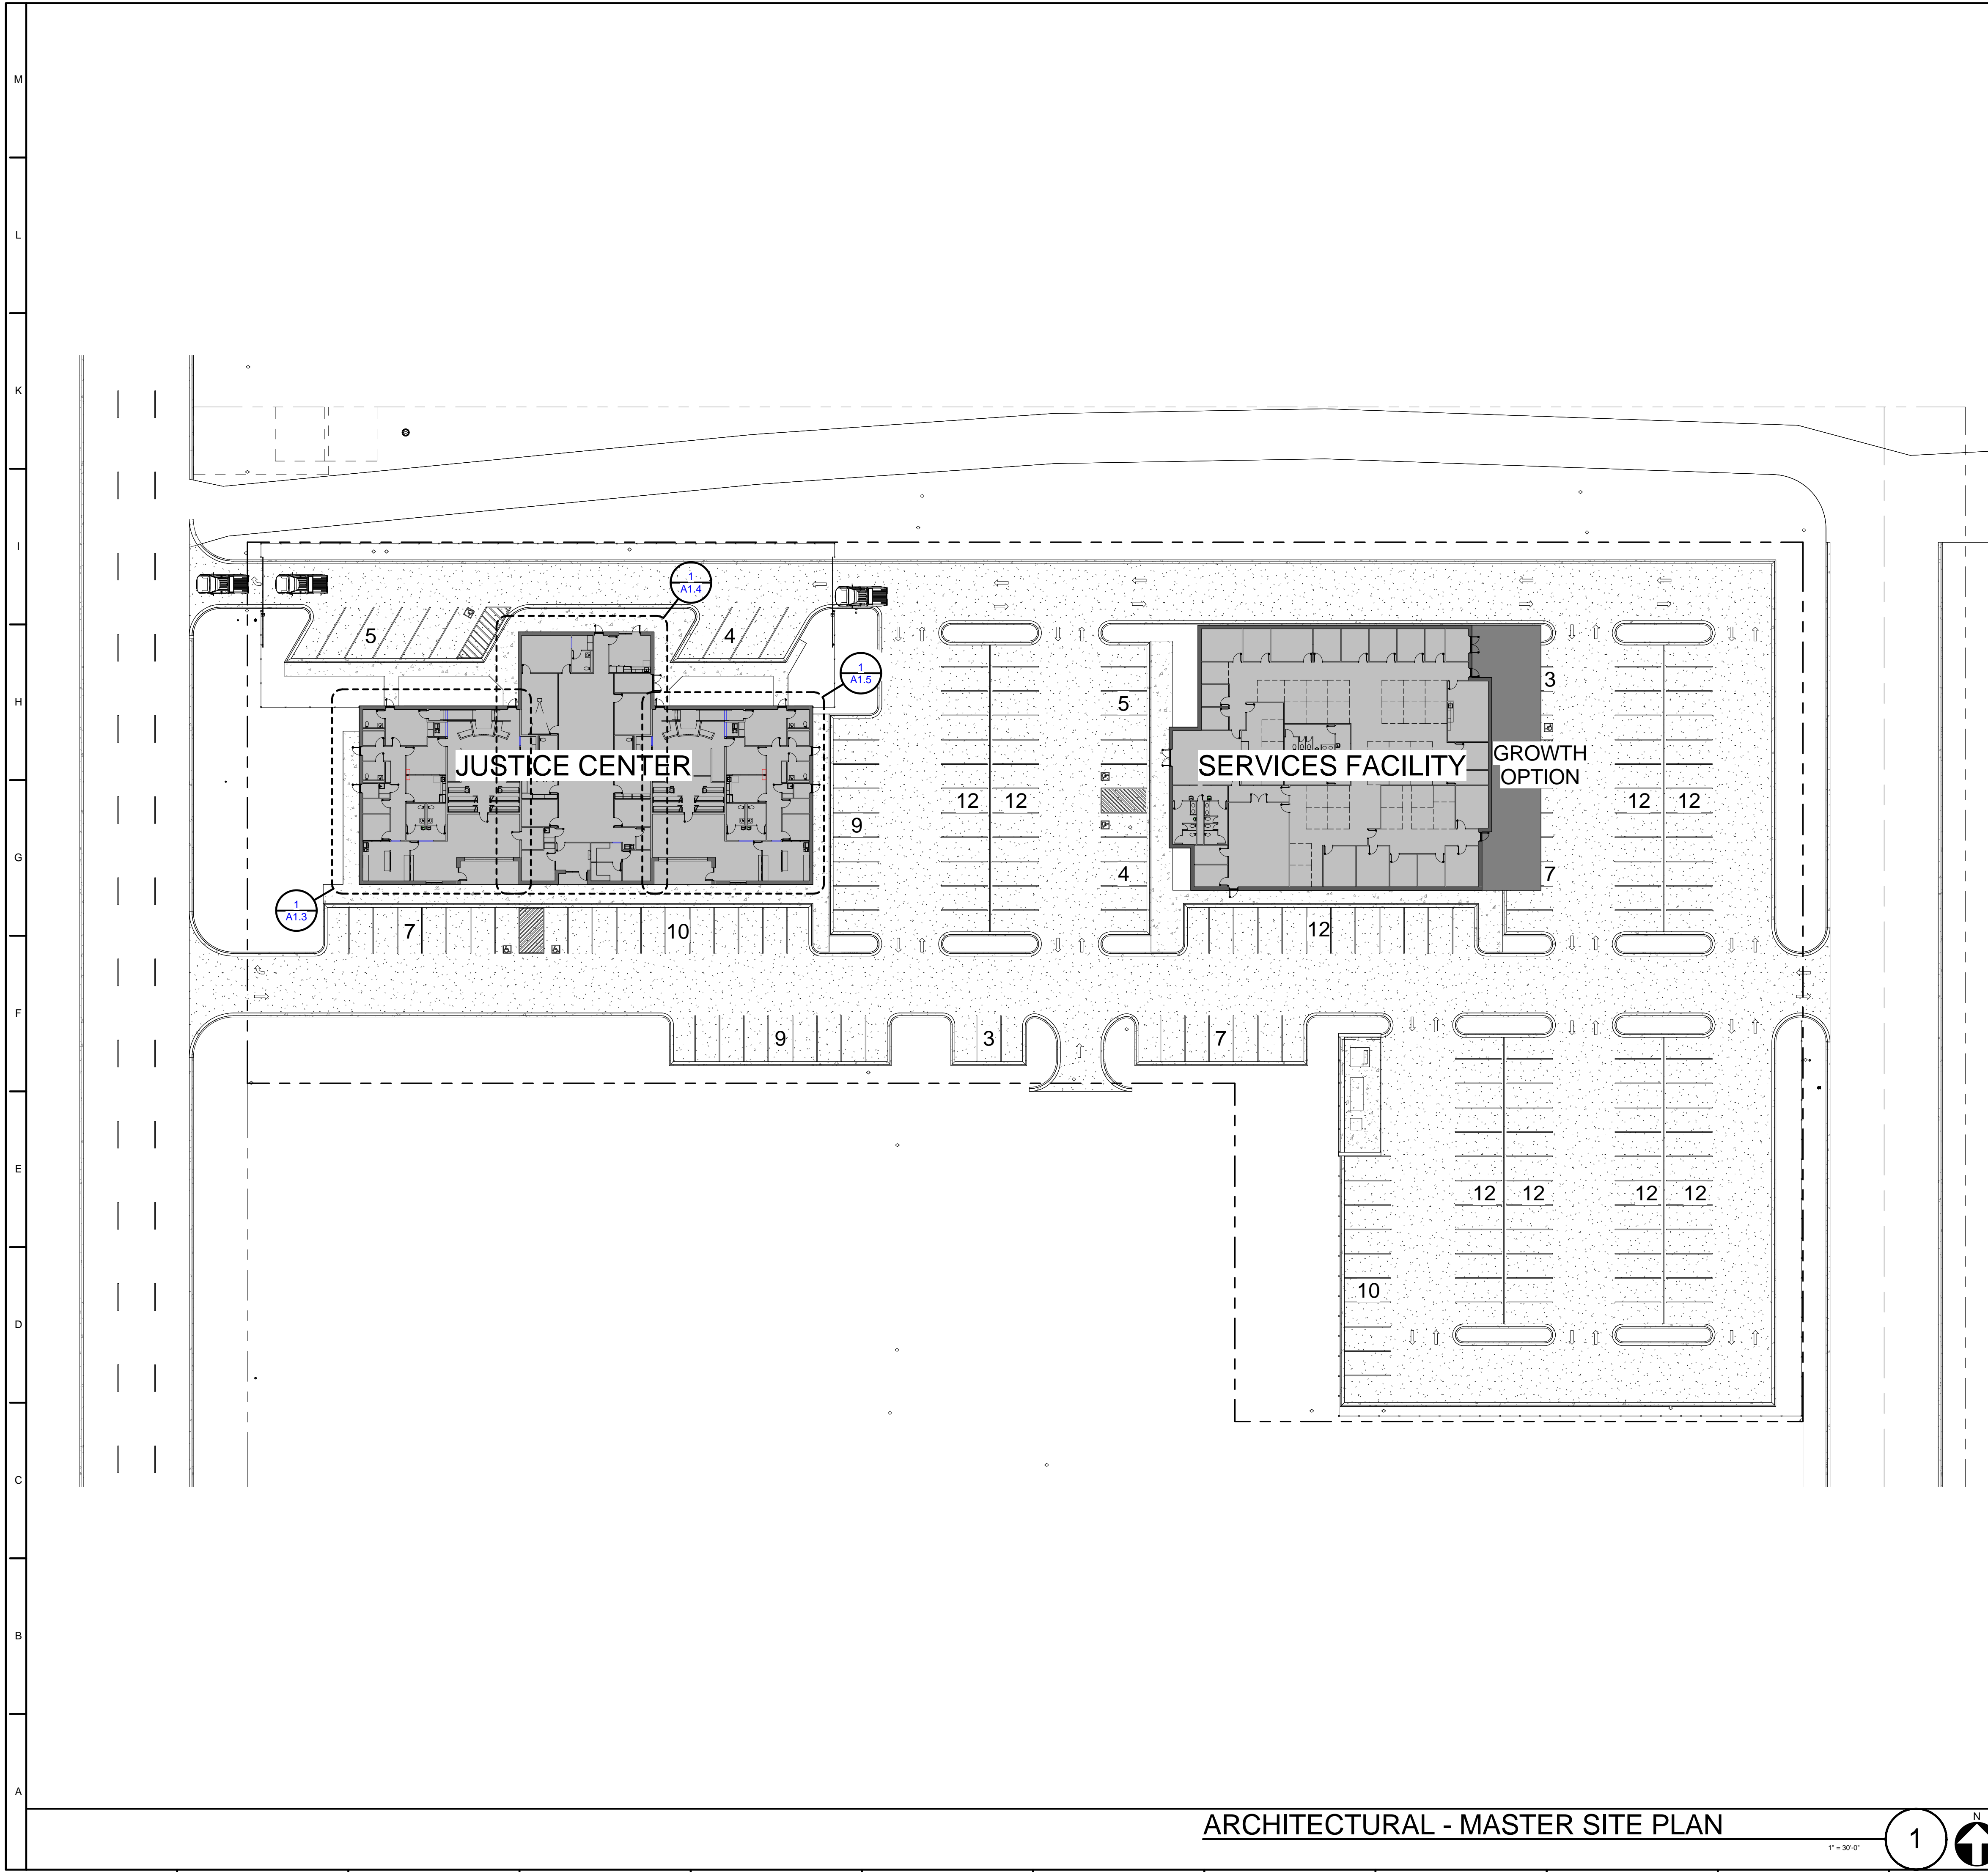 M
L
K
I
H
G
F
E
D
C
B
A
1
A1.4
5
4
1
A1.5
3
5
JUSTICE CENTER
SERVICES FACILITY
GROWTH
OPTION
12
12
12
12
9
4
7
1
A1.3
7
10
12
9
3
7
12
12
12
12
10
ARCHITECTURAL - MASTER SITE PLAN
1" = 30'-0"
1
N